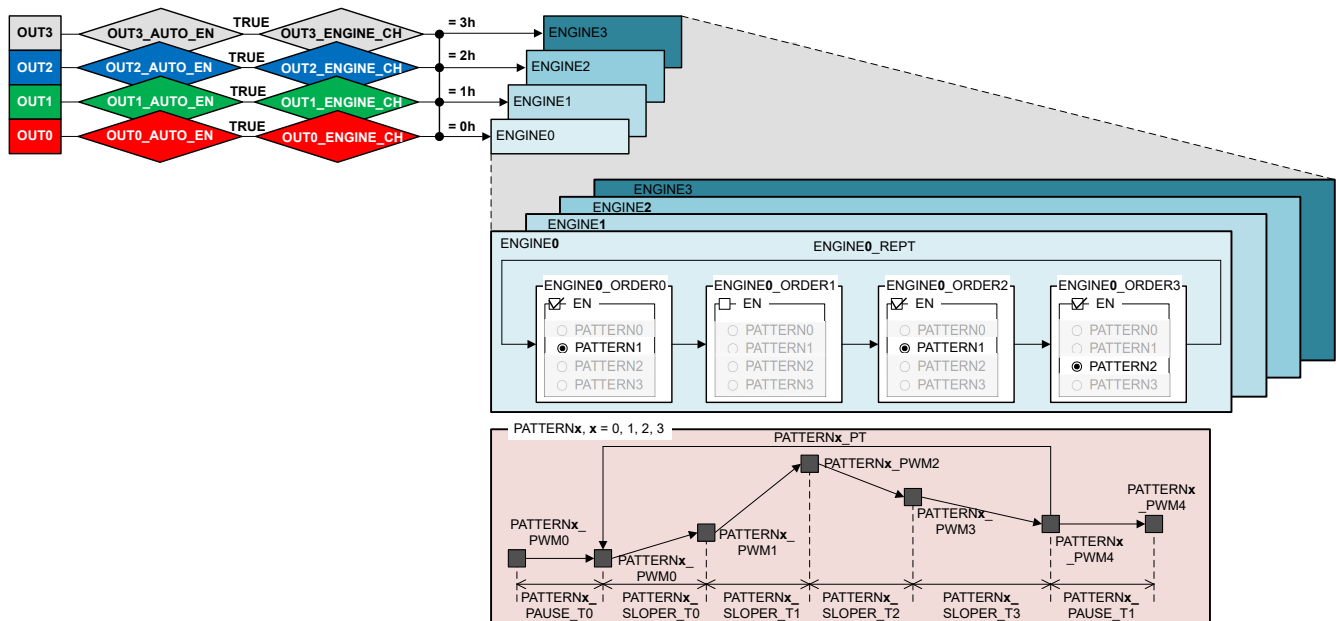 OUT3 OUT3_AUTO_EN TRUE OUT3_ENGINE_CH = 3h ENGINE3
OUT2 OUT2_AUTO_EN TRUE OUT2_ENGINE_CH = 2h ENGINE2
OUT1 OUT1_AUTO_EN TRUE OUT1_ENGINE_CH = 1h ENGINE1
OUT0 OUT0_AUTO_EN TRUE OUT0_ENGINE_CH = 0h ENGINE0
ENGINE3
ENGINE2
ENGINE1
ENGINE0 ENGINE0_REPT
ENGINE0_ORDER0
EN
PATTERN0
PATTERN1
PATTERN2
PATTERN3
ENGINE0_ORDER1
EN
PATTERN0
PATTERN1
PATTERN2
PATTERN3
ENGINE0_ORDER2
EN
PATTERN0
PATTERN1
PATTERN2
PATTERN3
ENGINE0_ORDER3
EN
PATTERN0
PATTERN1
PATTERN2
PATTERN3
PATTERNx, x = 0, 1, 2, 3
PATTERNx_PT
PATTERNx_
PWM0
PATTERNx_
PWM0
PATTERNx_
PWM1
PATTERNx_PWM2
PATTERNx_
PWM3
PATTERNx
_PWM4
PATTERNx
_PWM4
PATTERNx_
PAUSE_T0
PATTERNx_
SLOPER_T0
PATTERNx_
SLOPER_T1
PATTERNx_
SLOPER_T2
PATTERNx_
SLOPER_T3
PATTERNx_
PAUSE_T1